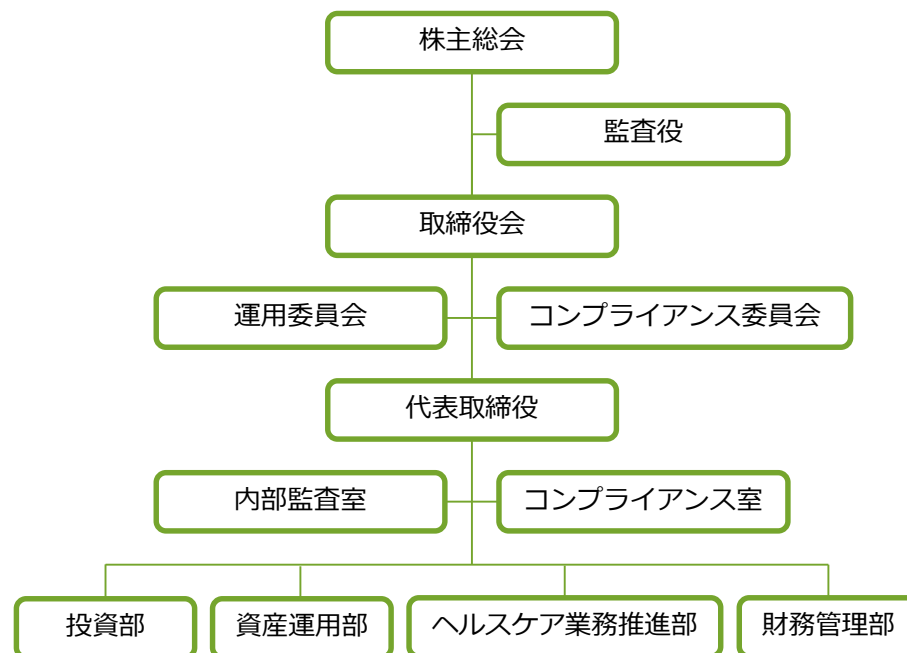 株主総会
監査役
取締役会
運用委員会
コンプライアンス委員会
代表取締役
内部監査室
コンプライアンス室
投資部
資産運用部
ヘルスケア業務推進部
財務管理部